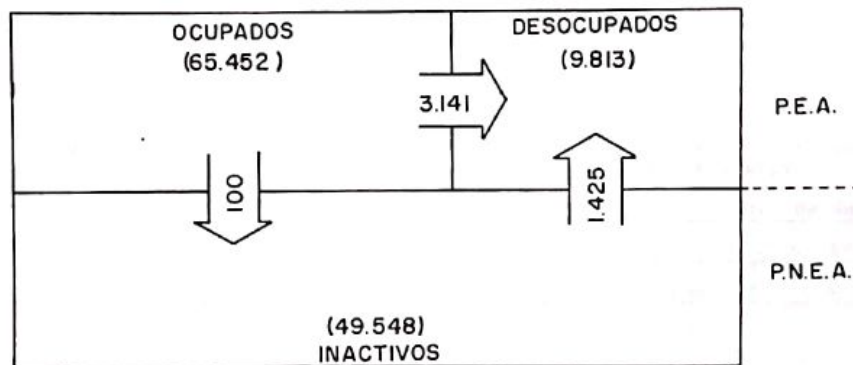 OCUPADOS
(65.452)
DESOCUPADOS
(9.813)
3.141
P.E.A.
100
1.425
P.N.E.A.
(49.548)
INACTIVOS